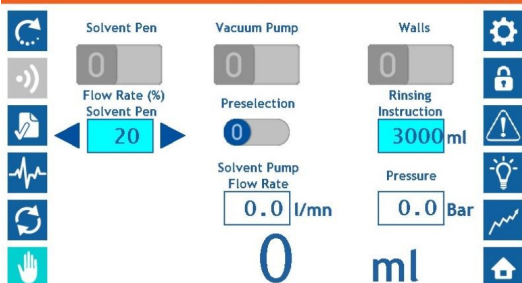 Solvent Pen Vacuum Pump Walls
0 0 0
Flow Rate (%)
Solvent Pen
20
Preselection
0
Rinsing
Instruction
3000 ml
Solvent Pump
Flow Rate
0.0 l/mn
Pressure
0.0 Bar
0 ml